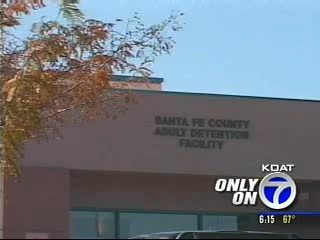 SANTA FE COUNTY
ADULT DETENTION
FACILITY
KOAT
ONLY
ON 7
6:15 67°